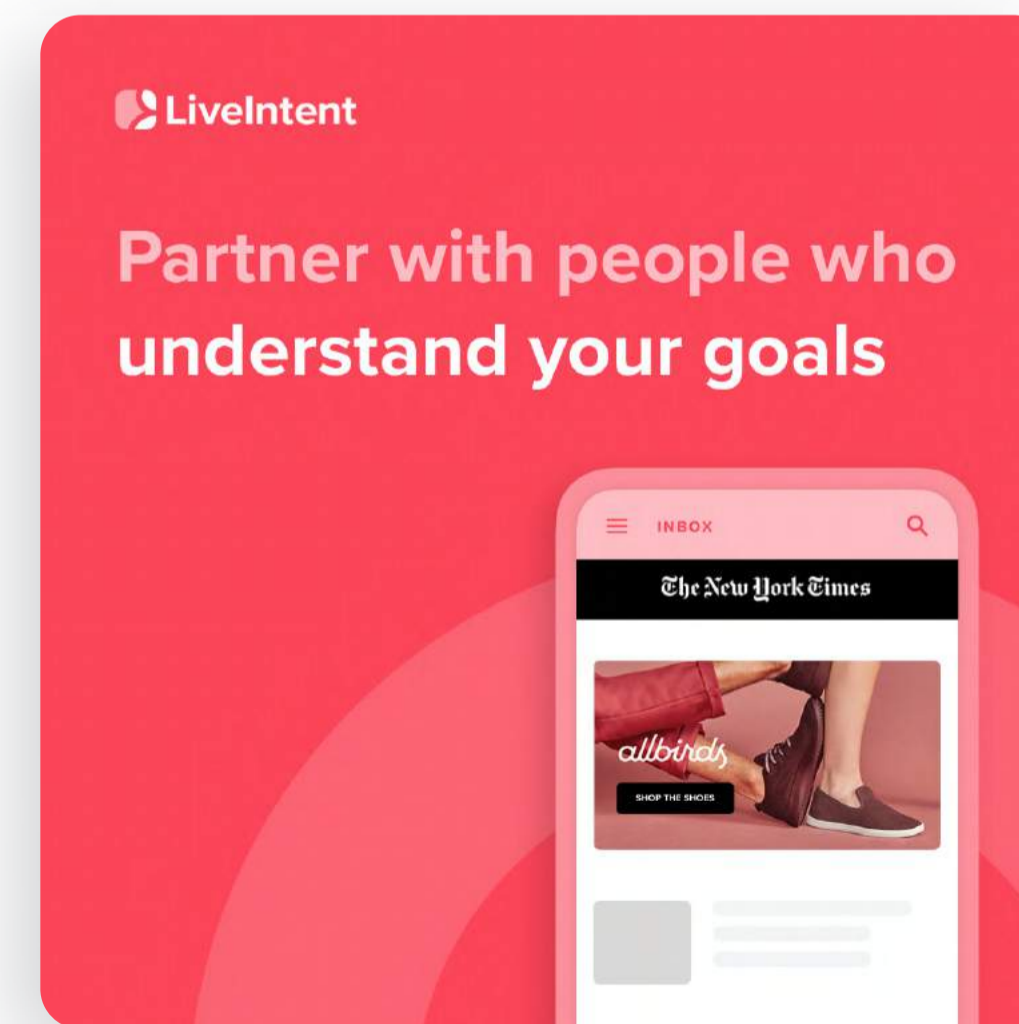 LiveIntent
Partner with people who
understand your goals
INBOX
The New York Times
allbirds
SHOP THE SHOES